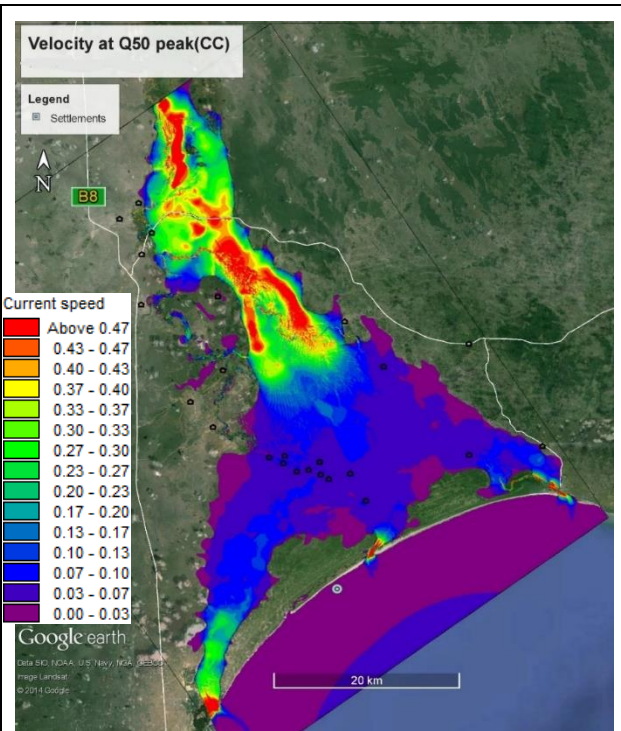 Velocity at Q50 peak(CC)
Legend
Settlements
N
B8
Current speed
Above 0.47
0.43 - 0.47
0.40 - 0.43
0.37 - 0.40
0.33 - 0.37
0.30 - 0.33
0.27 - 0.30
0.23 - 0.27
0.20 - 0.23
0.17 - 0.20
0.13 - 0.17
0.10 - 0.13
0.07 - 0.10
0.03 - 0.07
0.00 - 0.03
Google earth
Data SIO, NOAA, U.S. Navy, NGA, GEBCO
Image Landsat
© 2014 Google
20 km